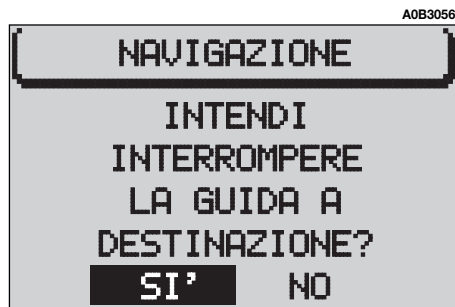 A0B3056
NAVIGAZIONE
INTENDI
INTERROMPERE
LA GUIDA A
DESTINAZIONE?
SI' NO